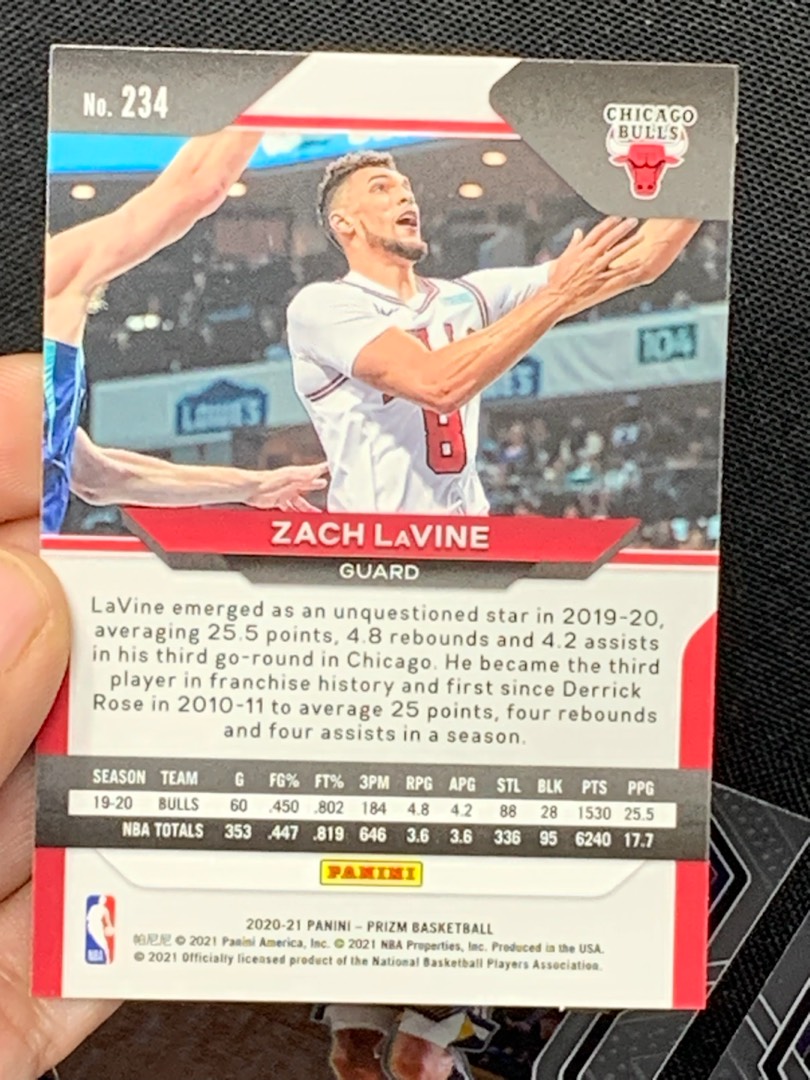 No. 234
CHICAGO
BULLS
104
LOWE'S
8
ZACH LaVINE
GUARD
LaVine emerged as an unquestioned star in 2019-20,
averaging 25.5 points, 4.8 rebounds and 4.2 assists
in his third go-round in Chicago. He became the third
player in franchise history and first since Derrick
Rose in 2010-11 to average 25 points, four rebounds
and four assists in a season.
SEASON TEAM G FG% FT% 3PM RPG APG STL BLK PTS PPG
19-20 BULLS 60 .450 .802 184 4.8 4.2 88 28 1530 25.5
NBA TOTALS 353 .447 .819 646 3.6 3.6 336 95 6240 17.7
PANINI
NBA
2020-21 PANINI – PRIZM BASKETBALL
帕尼尼 © 2021 Panini America, Inc. © 2021 NBA Properties, Inc. Produced in the USA.
© 2021 Officially licensed product of the National Basketball Players Association.